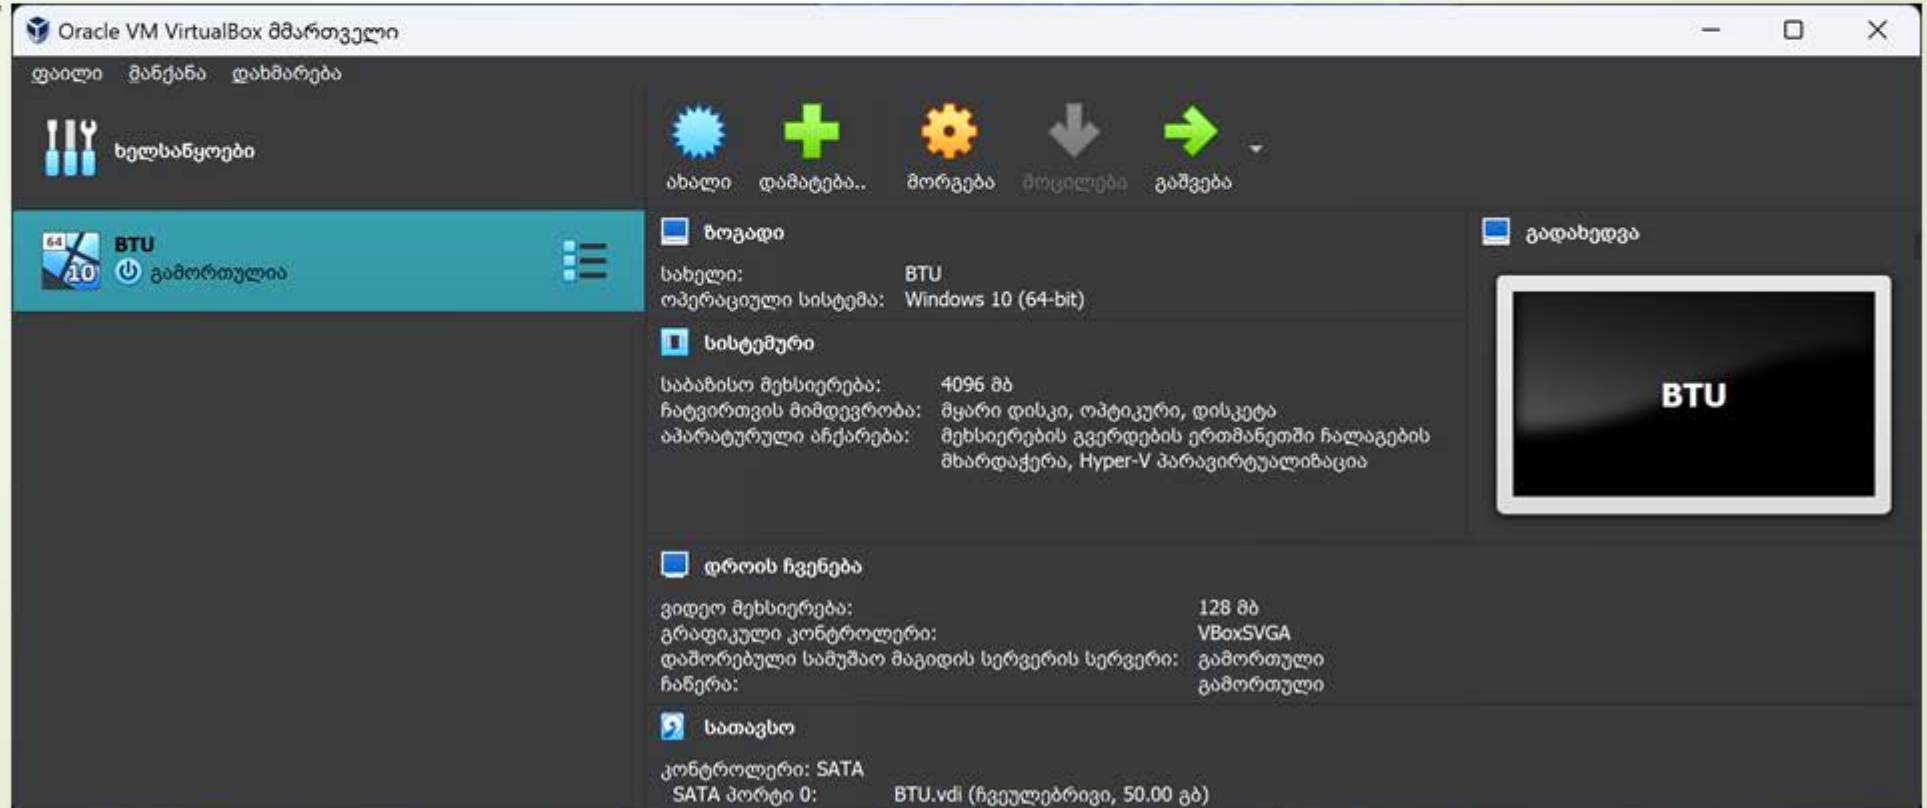 Oracle VM VirtualBox მმართველი
ფაილი მანქანა დახმარება
ხელსაწყოები
ახალი დამატება.. მორგება მოცილება გაშვება
64
10
BTU
გამორთულია
ზოგადი
სახელი: BTU
ოპერაციული სისტემა: Windows 10 (64-bit)
სისტემური
საბაზისო მეხსიერება: 4096 მბ
ჩატვირთვის მიმდევრობა: მყარი დისკი, ოპტიკური, დისკეტა
აპარატურული აჩქარება: მეხსიერების გვერდების ერთმანეთში ჩალაგების
მხარდაჭერა, Hyper-V პარავირტუალიზაცია
გადახედვა
BTU
დროის ჩვენება
ვიდეო მეხსიერება: 128 მბ
გრაფიკული კონტროლერი: VBoxSVGA
დაშორებული სამუშაო მაგიდის სერვერის სერვერი: გამორთული
ჩაწერა: გამორთული
სათავსო
კონტროლერი: SATA
SATA პორტი 0: BTU.vdi (ჩვეულებრივი, 50.00 გბ)